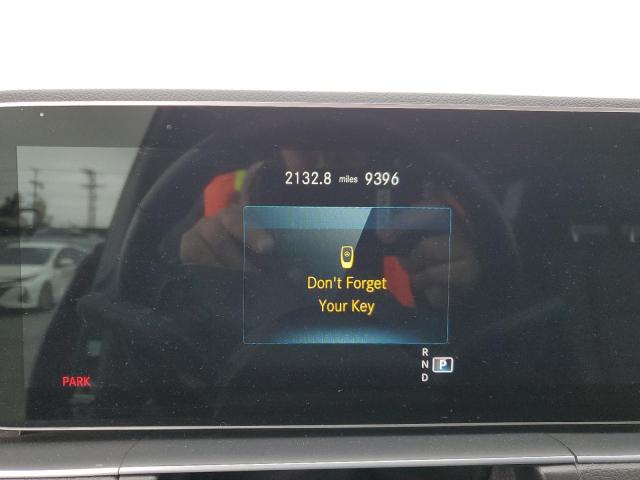 2132.8 miles 9396
Don't Forget
Your Key
R
N P
D
PARK